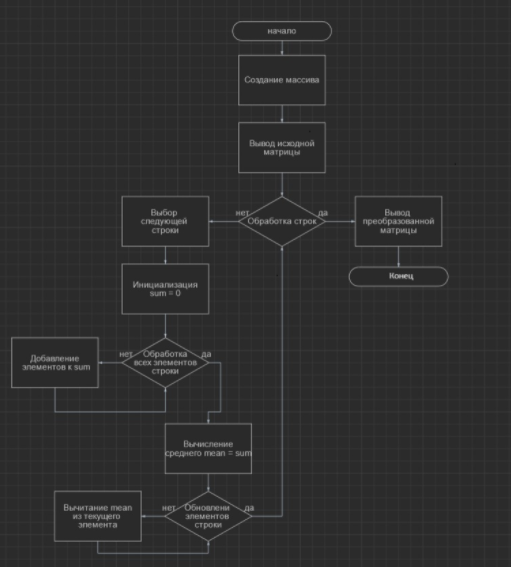 начало
Создание массива
Вывод исходной
матрицы
нет
Обработка строк
да
Выбор
следующей
строки
Вывод
преобразованной
матрицы
Конец
Инициализация
sum = 0
нет
Обработка
всех элементов
строки
да
Добавление
элементов к sum
Вычисление
среднего mean = sum
нет
Обновлени
элементов
строки
да
Вычитание mean
из текущего
элемента